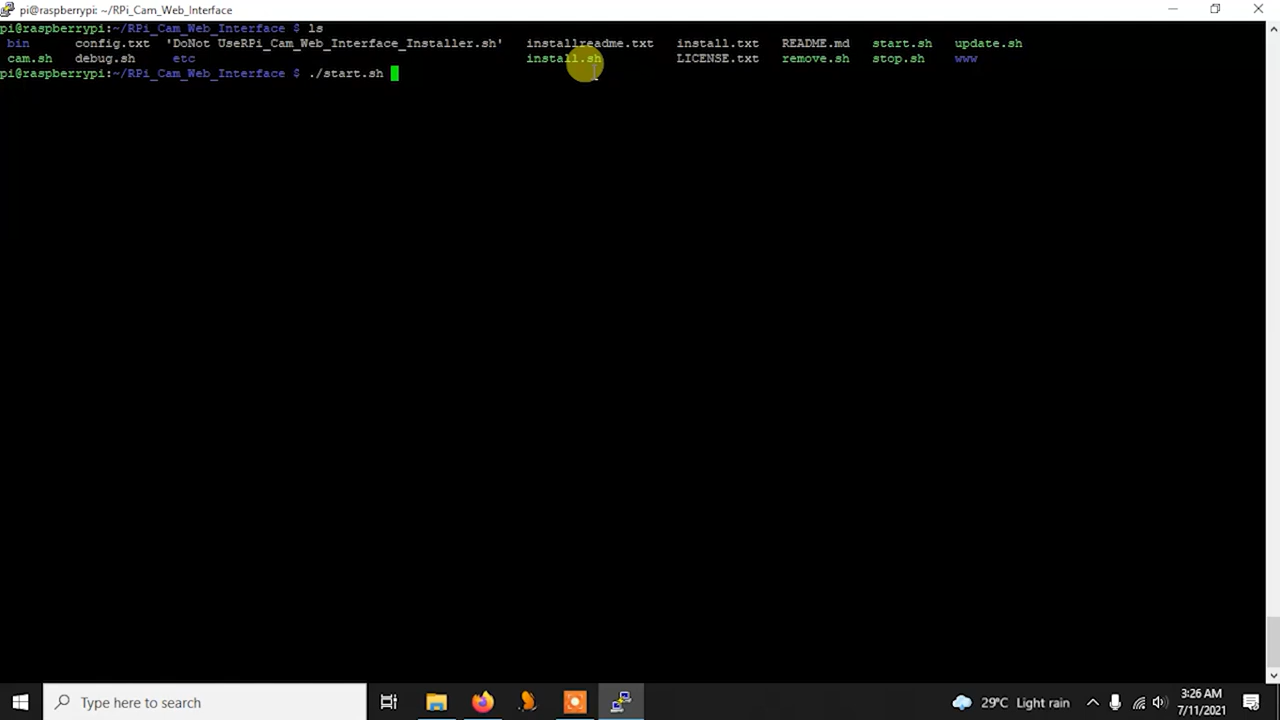 pi@raspberrypi: ~/RPi_Cam_Web_Interface
pi@raspberrypi:~/RPi_Cam_Web_Interface $ ls
bin config.txt 'DoNot UseRPi_Cam_Web_Interface_Installer.sh' installreadme.txt install.txt README.md start.sh update.sh
cam.sh debug.sh etc install.sh LICENSE.txt remove.sh stop.sh www
pi@raspberrypi:~/RPi_Cam_Web_Interface $ ./start.sh
Type here to search
29°C Light rain
3:26 AM
7/11/2021